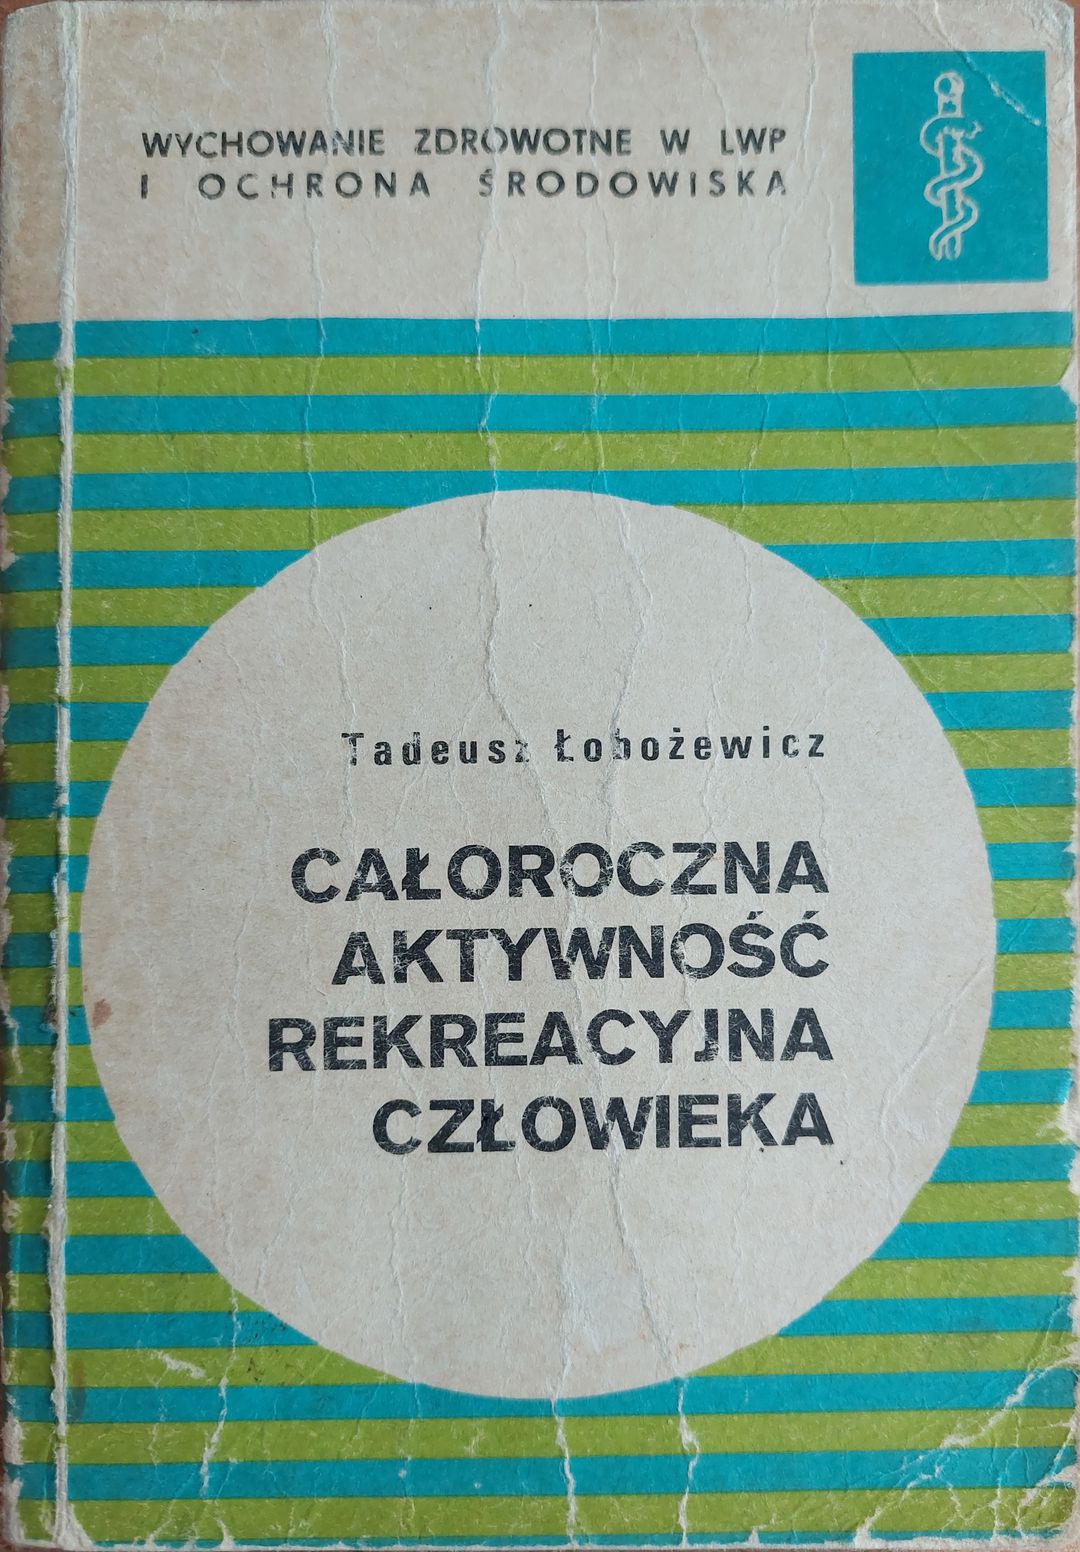 WYCHOWANIE ZDROWOTNE W LWP
I OCHRONA ŚRODOWISKA
Tadeusz Łobożewicz
CAŁOROCZNA
AKTYWNOŚĆ
REKREACYJNA
CZŁOWIEKA